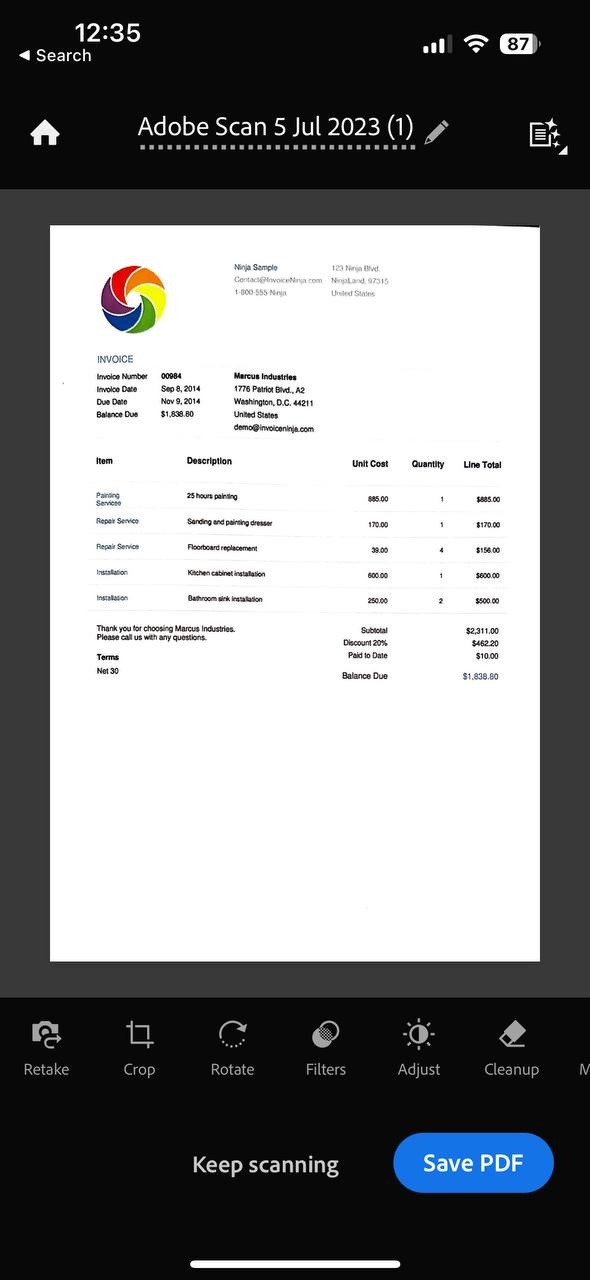 12:35
87
◀ Search
Adobe Scan 5 Jul 2023 (1)
Ninja Sample 123 Ninja Blvd.
Contact@InvoiceNinja.com NinjaLand, 97315
1-800-555-Ninja United States
INVOICE
Invoice Number 00984 Marcus Industries
Invoice Date Sep 8, 2014 1776 Patriot Blvd., A2
Due Date Nov 9, 2014 Washington, D.C. 44211
Balance Due $1,838.80 United States
demo@invoiceninja.com
Item Description Unit Cost Quantity Line Total
Painting 25 hours painting 885.00 1 $885.00
Services
Repair Service Sanding and painting dresser 170.00 1 $170.00
Repair Service Floorboard replacement 39.00 4 $156.00
Installation Kitchen cabinet installation 600.00 1 $600.00
Installation Bathroom sink installation 250.00 2 $500.00
Thank you for choosing Marcus Industries. Subtotal $2,311.00
Please call us with any questions. Discount 20% $462.20
Terms Paid to Date $10.00
Net 30 Balance Due $1,838.80
Retake Crop Rotate Filters Adjust Cleanup M
Keep scanning Save PDF